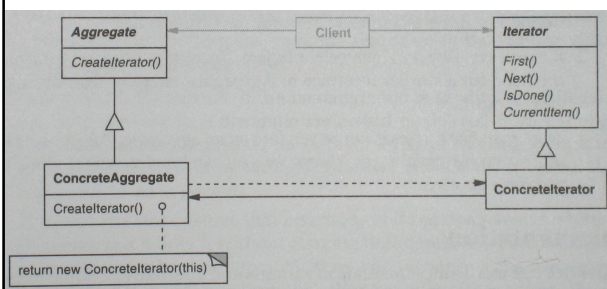 Aggregate
CreateIterator()
Client
Iterator
First()
Next()
IsDone()
CurrentItem()
ConcreteAggregate
CreateIterator()
ConcreteIterator
return new ConcreteIterator(this)